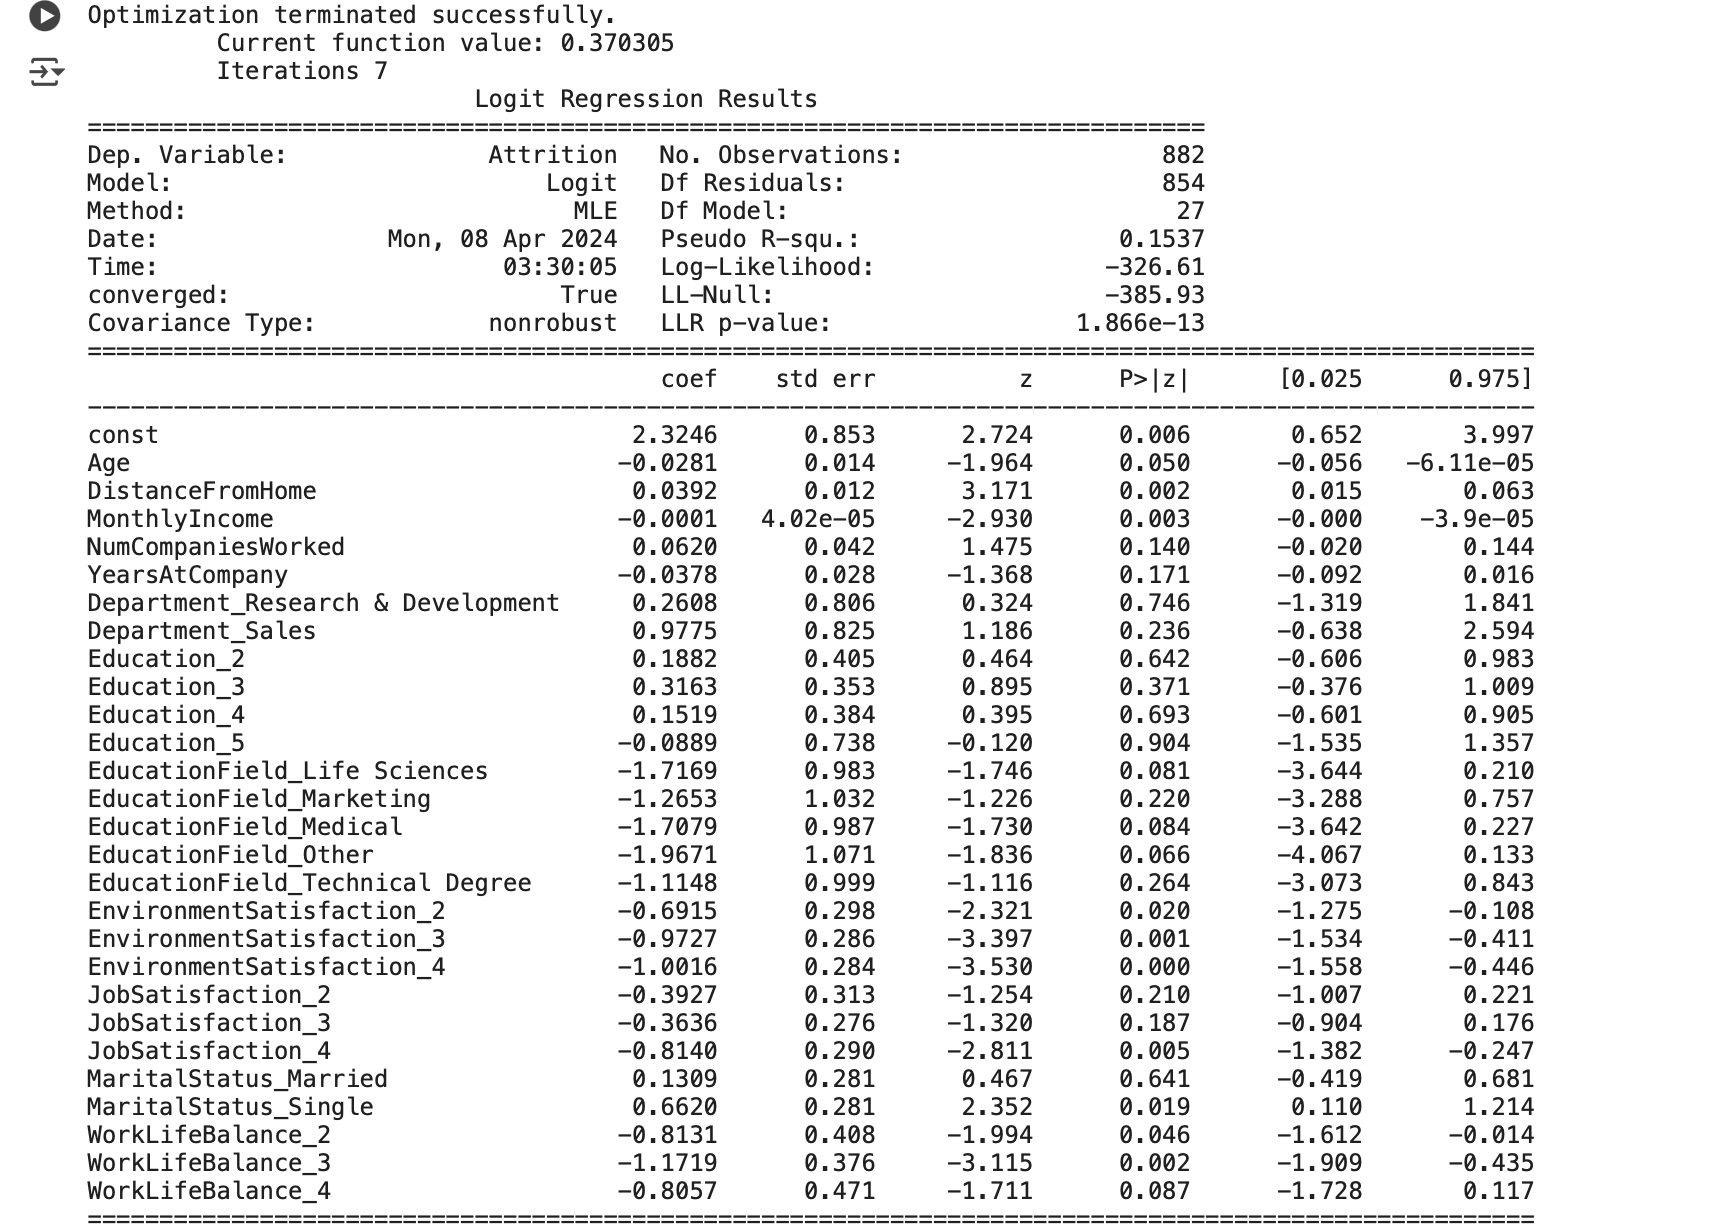 Optimization terminated successfully.
         Current function value: 0.370305
         Iterations 7
                           Logit Regression Results
==============================================================================
Dep. Variable:              Attrition   No. Observations:                  882
Model:                          Logit   Df Residuals:                      854
Method:                           MLE   Df Model:                           27
Date:                Mon, 08 Apr 2024   Pseudo R-squ.:                  0.1537
Time:                        03:30:05   Log-Likelihood:                -326.61
converged:                       True   LL-Null:                       -385.93
Covariance Type:            nonrobust   LLR p-value:                 1.866e-13
=====================================================================================================
                                        coef    std err          z      P>|z|      [0.025      0.975]
-----------------------------------------------------------------------------------------------------
const                                 2.3246      0.853      2.724      0.006       0.652       3.997
Age                                  -0.0281      0.014     -1.964      0.050      -0.056   -6.11e-05
DistanceFromHome                      0.0392      0.012      3.171      0.002       0.015       0.063
MonthlyIncome                        -0.0001   4.02e-05     -2.930      0.003      -0.000    -3.9e-05
NumCompaniesWorked                    0.0620      0.042      1.475      0.140      -0.020       0.144
YearsAtCompany                       -0.0378      0.028     -1.368      0.171      -0.092       0.016
Department_Research & Development     0.2608      0.806      0.324      0.746      -1.319       1.841
Department_Sales                      0.9775      0.825      1.186      0.236      -0.638       2.594
Education_2                           0.1882      0.405      0.464      0.642      -0.606       0.983
Education_3                           0.3163      0.353      0.895      0.371      -0.376       1.009
Education_4                           0.1519      0.384      0.395      0.693      -0.601       0.905
Education_5                          -0.0889      0.738     -0.120      0.904      -1.535       1.357
EducationField_Life Sciences         -1.7169      0.983     -1.746      0.081      -3.644       0.210
EducationField_Marketing             -1.2653      1.032     -1.226      0.220      -3.288       0.757
EducationField_Medical               -1.7079      0.987     -1.730      0.084      -3.642       0.227
EducationField_Other                 -1.9671      1.071     -1.836      0.066      -4.067       0.133
EducationField_Technical Degree      -1.1148      0.999     -1.116      0.264      -3.073       0.843
EnvironmentSatisfaction_2            -0.6915      0.298     -2.321      0.020      -1.275      -0.108
EnvironmentSatisfaction_3            -0.9727      0.286     -3.397      0.001      -1.534      -0.411
EnvironmentSatisfaction_4            -1.0016      0.284     -3.530      0.000      -1.558      -0.446
JobSatisfaction_2                    -0.3927      0.313     -1.254      0.210      -1.007       0.221
JobSatisfaction_3                    -0.3636      0.276     -1.320      0.187      -0.904       0.176
JobSatisfaction_4                    -0.8140      0.290     -2.811      0.005      -1.382      -0.247
MaritalStatus_Married                 0.1309      0.281      0.467      0.641      -0.419       0.681
MaritalStatus_Single                  0.6620      0.281      2.352      0.019       0.110       1.214
WorkLifeBalance_2                    -0.8131      0.408     -1.994      0.046      -1.612      -0.014
WorkLifeBalance_3                    -1.1719      0.376     -3.115      0.002      -1.909      -0.435
WorkLifeBalance_4                    -0.8057      0.471     -1.711      0.087      -1.728       0.117
=====================================================================================================